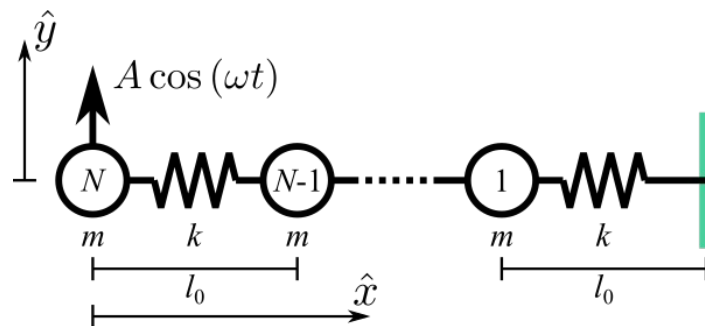 ŷ
A cos (ωt)
N N-1 1
m k m m k
l₀ x̂ l₀